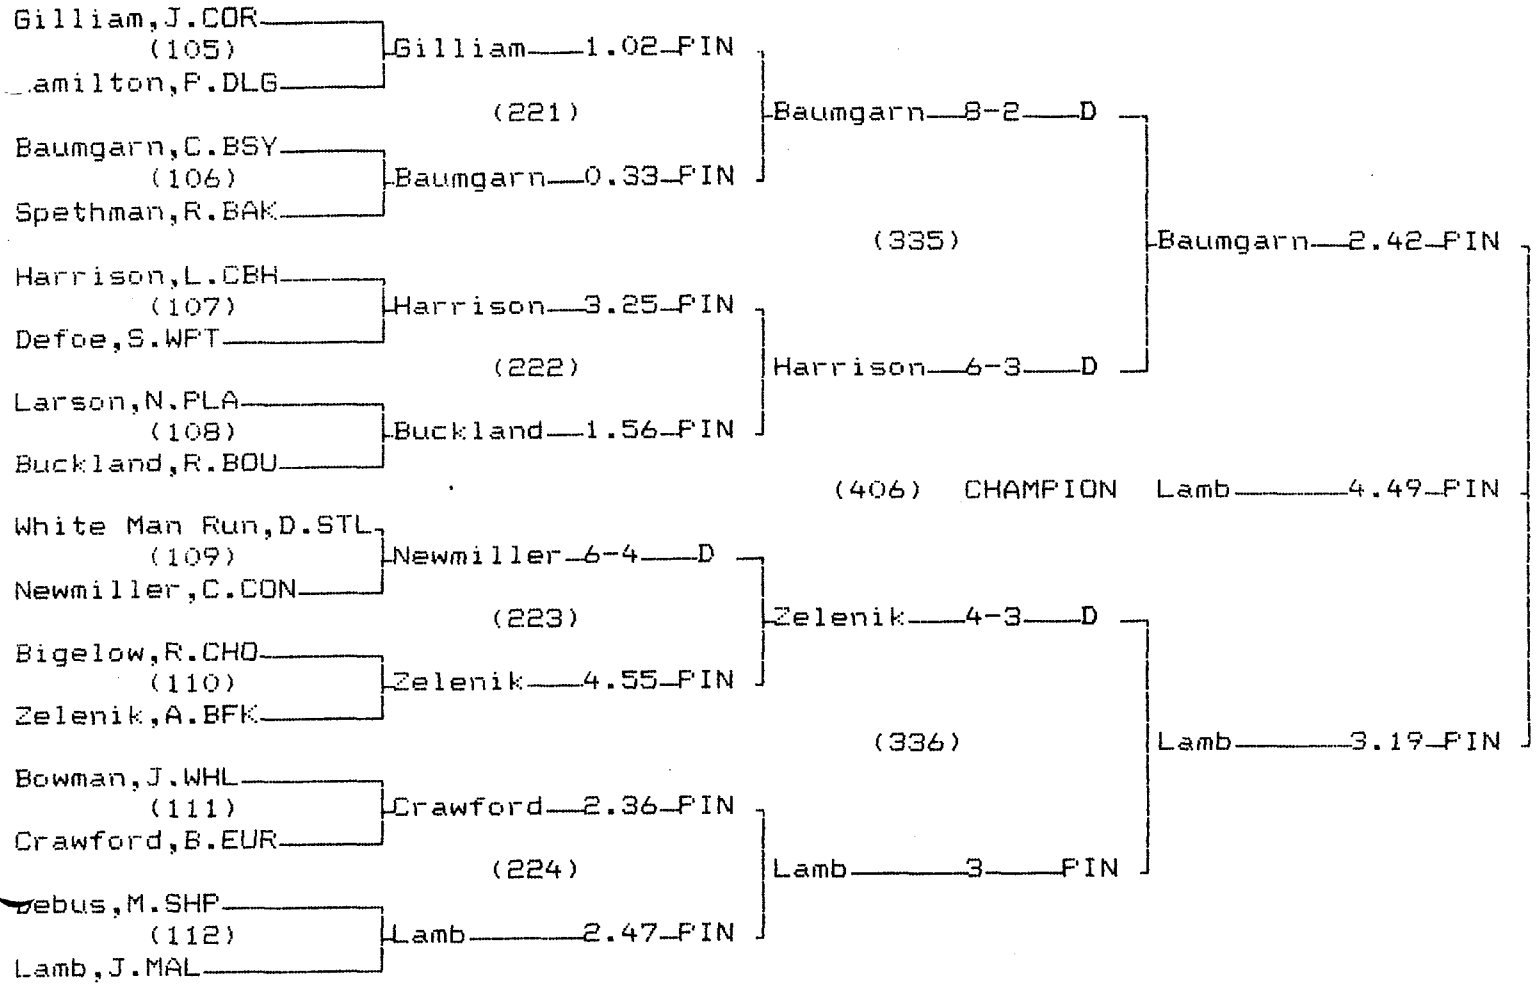 Gilliam,J.COR
(105) Gilliam 1.02 PIN
amilton,P.DLG
(221) Baumgarn 8-2 D
Baumgarn,C.BSY
(106) Baumgarn 0.33 PIN
Spethman,R.BAK
(335) Baumgarn 2.42 PIN
Harrison,L.CBH
(107) Harrison 3.25 PIN
Defoe,S.WPT
(222) Harrison 6-3 D
Larson,N.PLA
(108) Buckland 1.56 PIN
Buckland,R.BOU
(406) CHAMPION Lamb 4.49 PIN
White Man Run,D.STL
(109) Newmiller 6-4 D
Newmiller,C.CON
(223) Zelenik 4-3 D
Bigelow,R.CHO
(110) Zelenik 4.55 PIN
Zelenik,A.BFK
(336) Lamb 3.19 PIN
Bowman,J.WHL
(111) Crawford 2.36 PIN
Crawford,B.EUR
(224) Lamb 3 PIN
Debus,M.SHP
(112) Lamb 2.47 PIN
Lamb,J.MAL